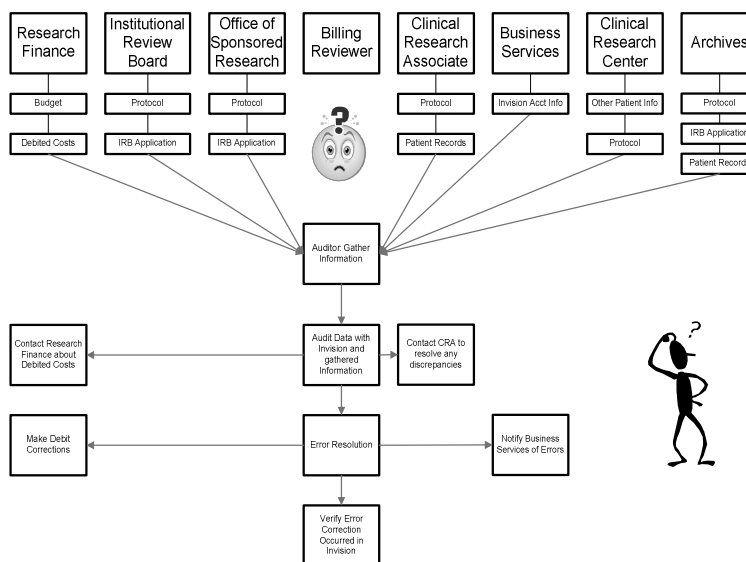 Research
Finance
Institutional
Review
Board
Office of
Sponsored
Research
Billing
Reviewer
Clinical
Research
Associate
Business
Services
Clinical
Research
Center
Archives
Budget
Protocol
Protocol
Protocol
Invision Acct Info
Other Patient Info
Protocol
Debited Costs
IRB Application
IRB Application
?
Patient Records
Protocol
IRB Application
Patient Record
Auditor: Gather
Information
Contact Research
Finance about
Debited Costs
Audit Data with
Invision and
gathered
Information
Contact CRA to
resolve any
discrepancies
?
Make Debit
Corrections
Error Resolution
Notify Business
Services of Errors
Verify Error
Correction
Occurred in
Invision